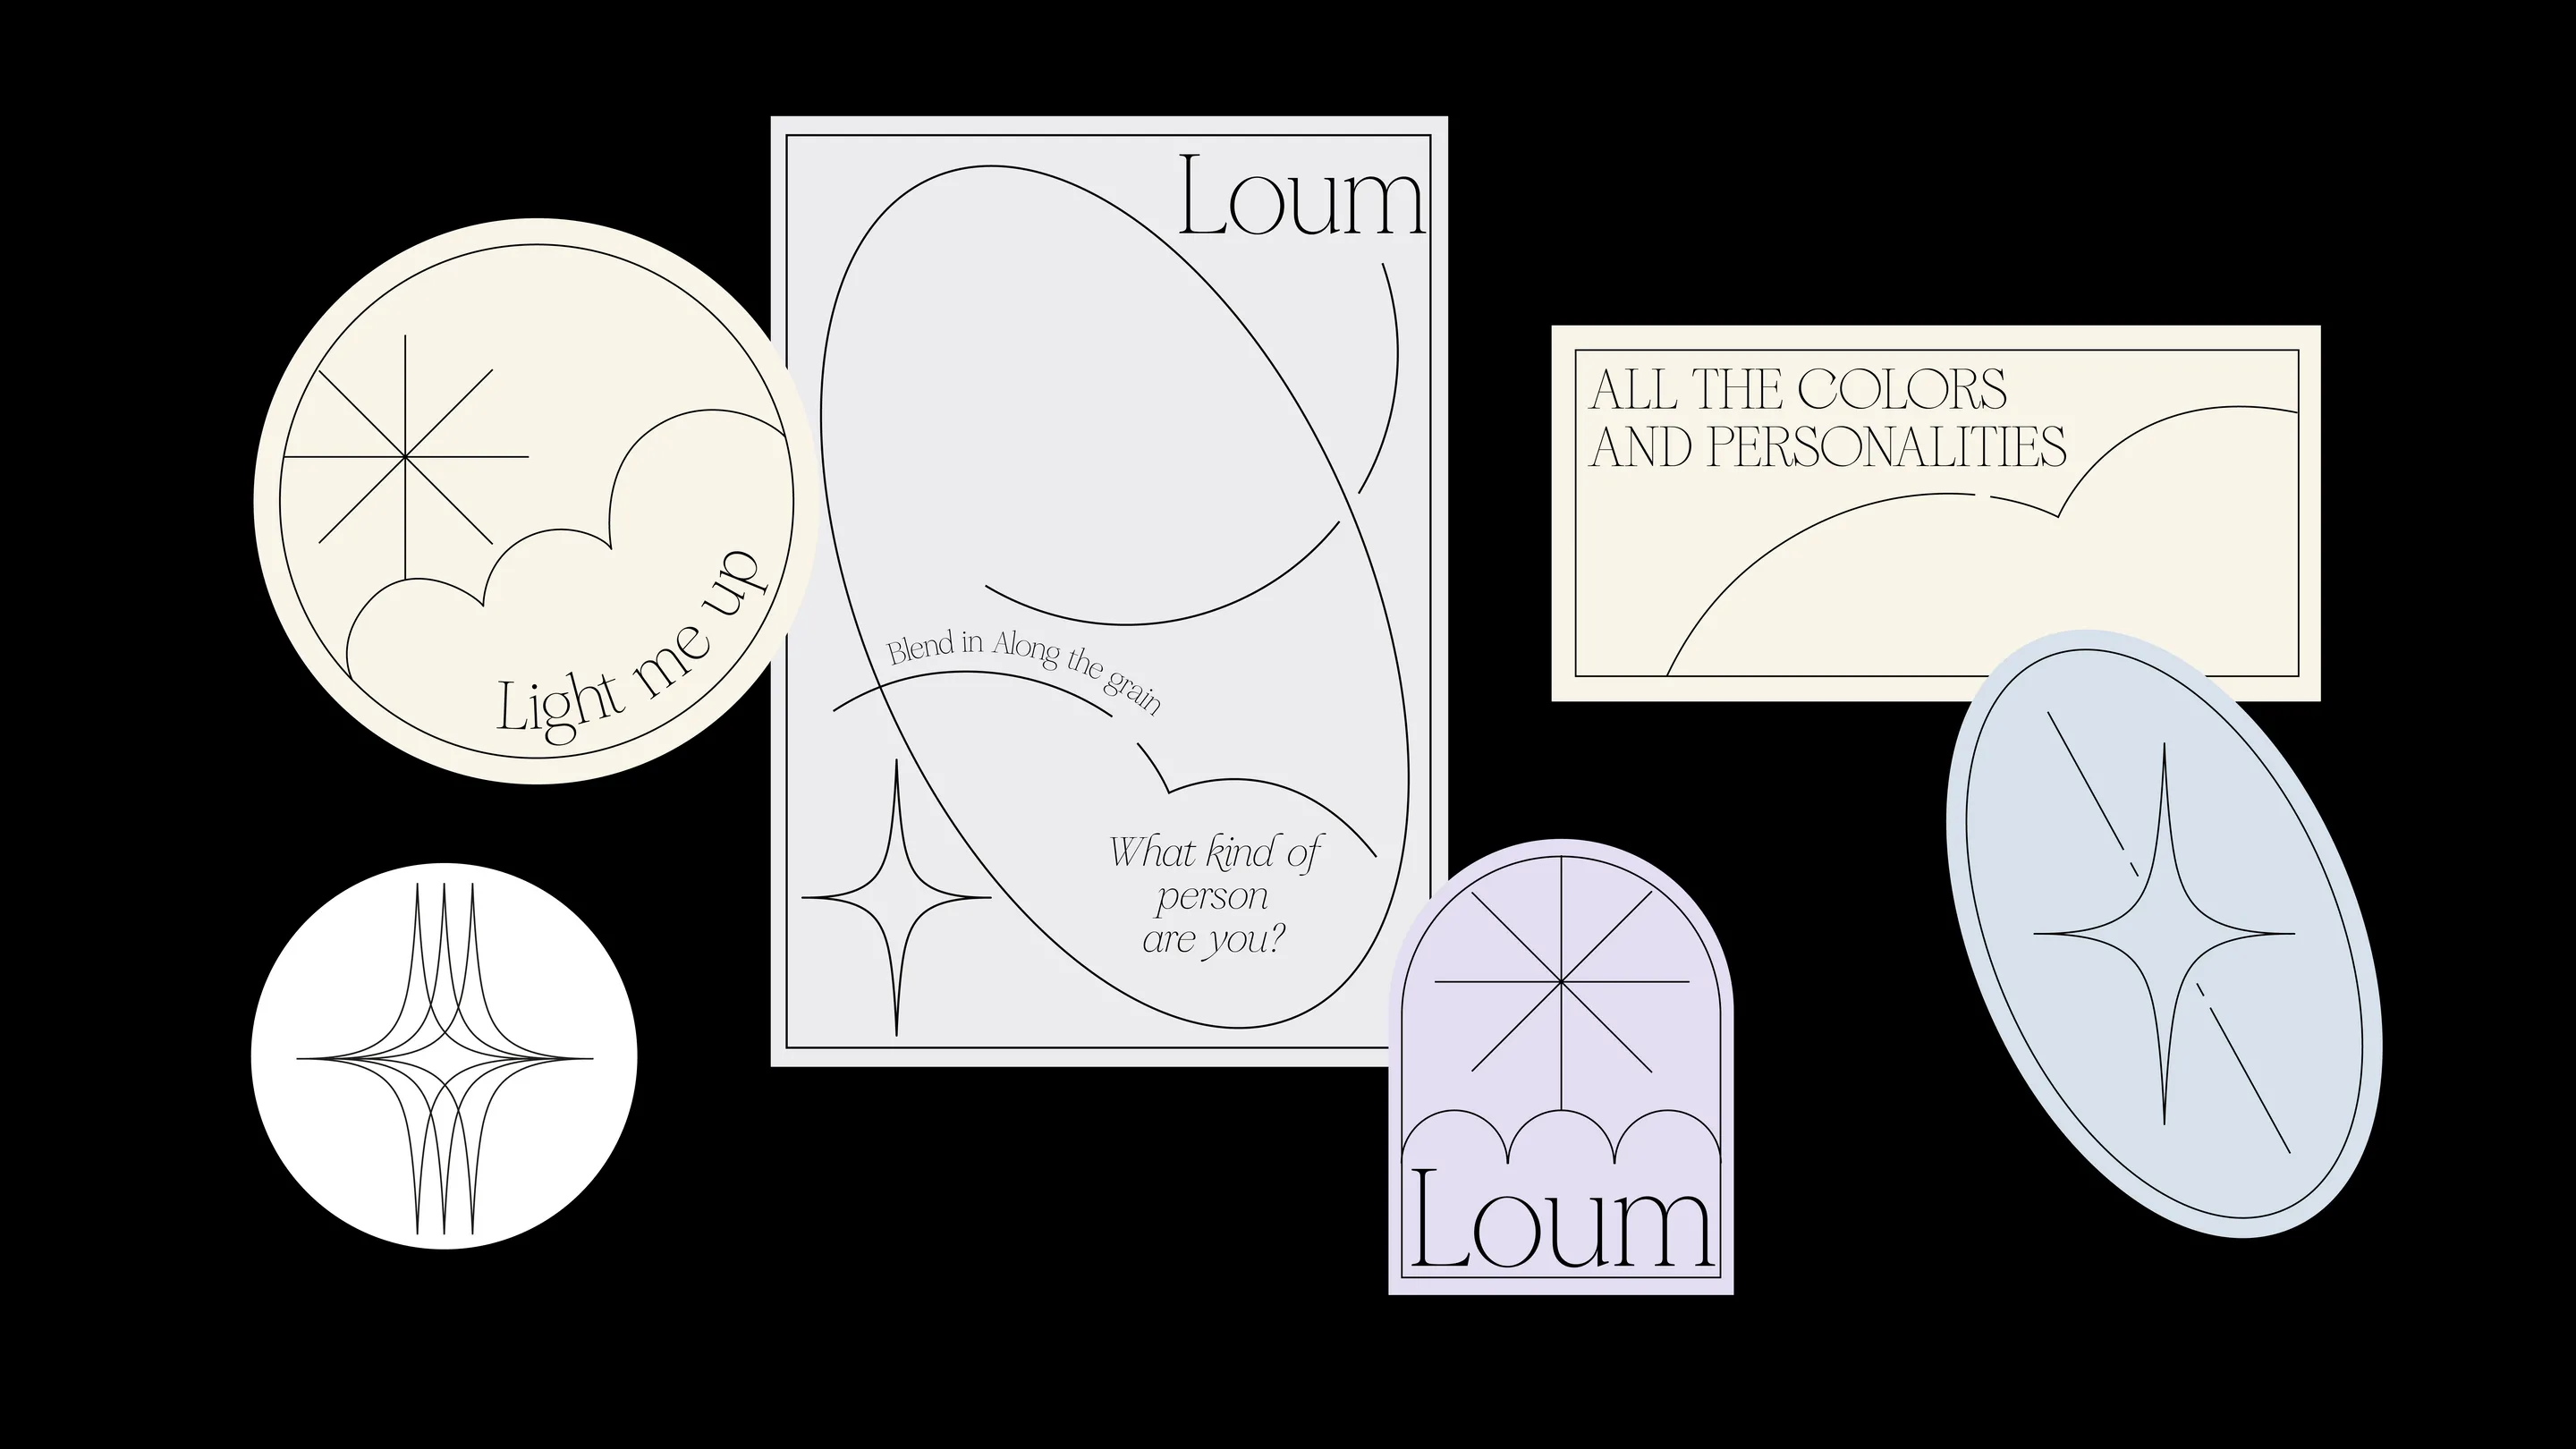 Light me up
Loum
Blend in Along the grain
What kind of
person
are you?
ALL THE COLORS
AND PERSONALITIES
Loum